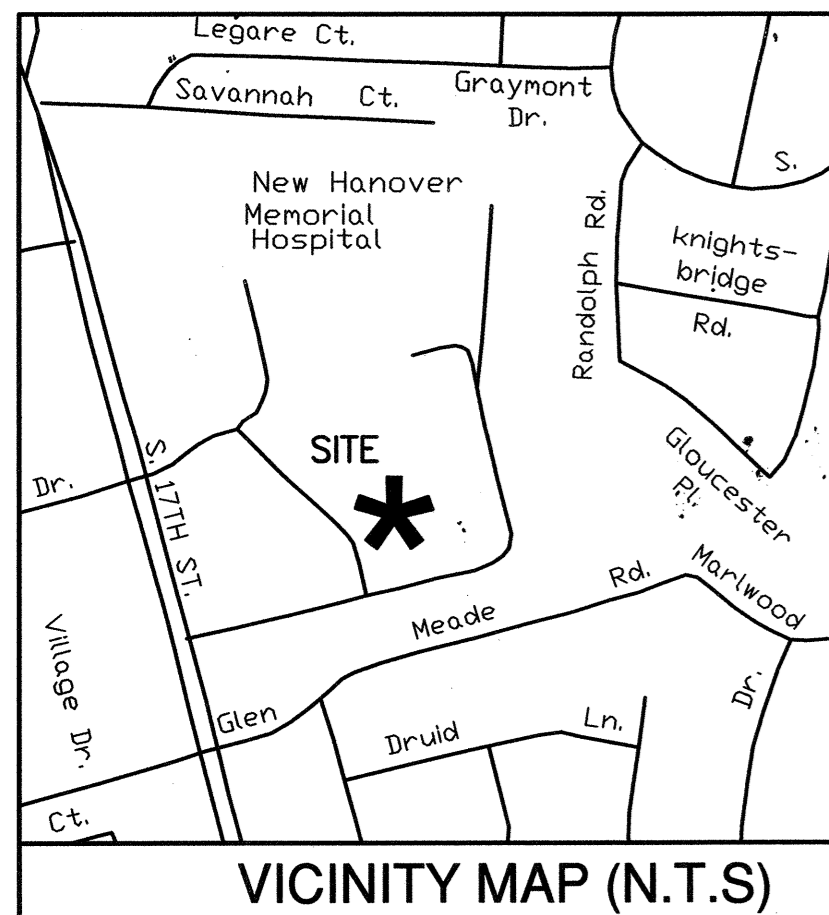 Legare Ct.
Savannah Ct.
Graymont
Dr.
S.
New Hanover
Memorial
Hospital
Randolph Rd.
knights-
bridge
Rd.
SITE
Gloucester
Pl.
Dr.
S. 17TH ST.
Marlwood
Dr.
Meade Rd.
Glen
Village Dr.
Druid Ln.
Ct.
VICINITY MAP (N.T.S)